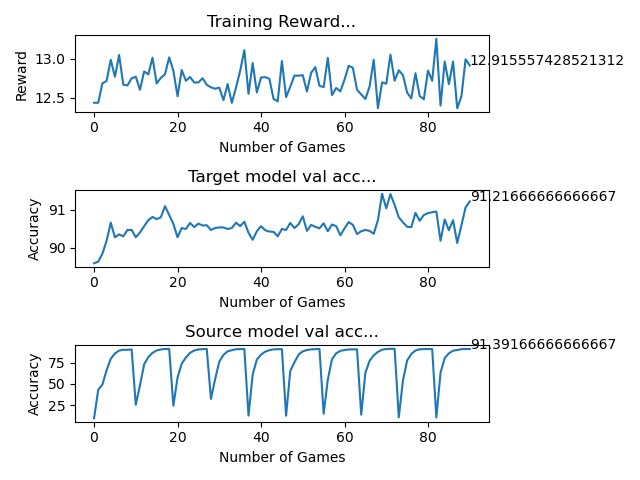 Training Reward...
13.0
12.5
Reward
12.915557428521312
0 20 40 60 80
Number of Games
Target model val acc...
91
90
Accuracy
91.21666666666667
0 20 40 60 80
Number of Games
Source model val acc...
75
50
25
Accuracy
91.39166666666667
0 20 40 60 80
Number of Games